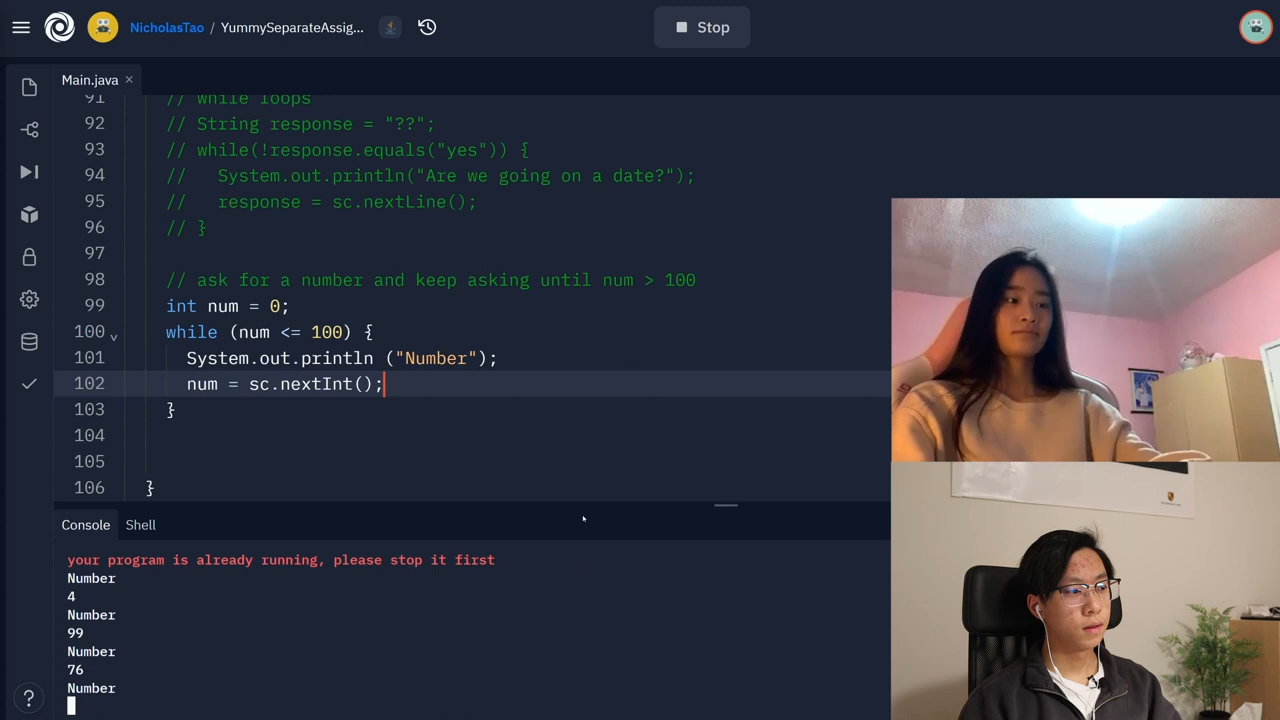 NicholasTao / YummySeparateAssig...
Stop
Main.java
91 // while loops
92 // String response = "??";
93 // while(!response.equals("yes")) {
94 //   System.out.println("Are we going on a date?");
95 //   response = sc.nextLine();
96 // }
97
98 // ask for a number and keep asking until num > 100
99 int num = 0;
100 while (num <= 100) {
101 System.out.println ("Number");
102 num = sc.nextInt();
103 }
104
105
106 }
Console Shell
your program is already running, please stop it first
Number
4
Number
99
Number
76
Number
?